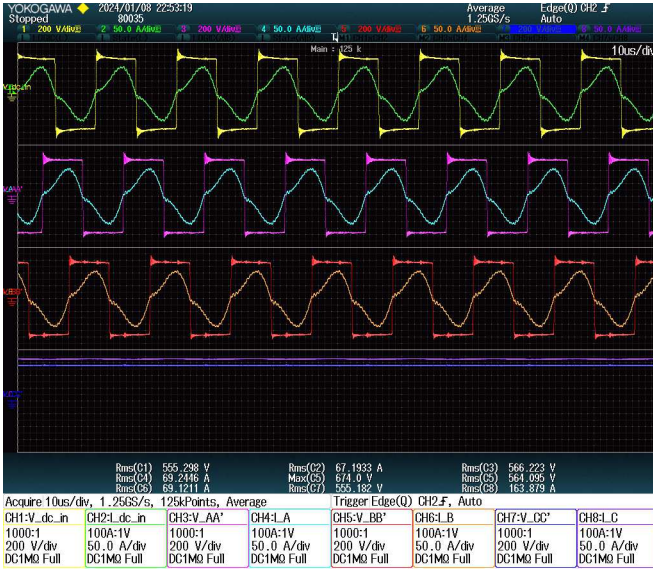 YOKOGAWA 2024/01/08 22:53:19 Average Edge(Q) CH2
Stopped 80035 1.25GS/s Auto
1 200 V/div 2 50.0 A/div 3 200 V/div 4 50.0 A/div 5 200 V/div 6 50.0 A/div 200 V/div 50.0 A/div
Main : 125 k 10us/div
Rms(C1) 555.298 V Rms(C2) 67.1933 A Rms(C3) 566.223 V
Rms(C4) 69.2446 A Max(C5) 674.0 V Rms(C5) 564.095 V
Rms(C6) 69.1211 A Rms(C7) 555.182 V Rms(C8) 163.879 A
Acquire 10us/div, 1.25GS/s, 125kPoints, Average Trigger Edge(Q) CH2, Auto
CH1:V_dc_in CH2:I_dc_in CH3:V_AA' CH4:I_A CH5:V_BB' CH6:I_B CH7:V_CC' CH8:I_C
1000:1 100A:1V 1000:1 100A:1V 1000:1 100A:1V 1000:1 100A:1V
200 V/div 50.0 A/div 200 V/div 50.0 A/div 200 V/div 50.0 A/div 200 V/div 50.0 A/div
DC1MΩ Full DC1MΩ Full DC1MΩ Full DC1MΩ Full DC1MΩ Full DC1MΩ Full DC1MΩ Full DC1MΩ Full